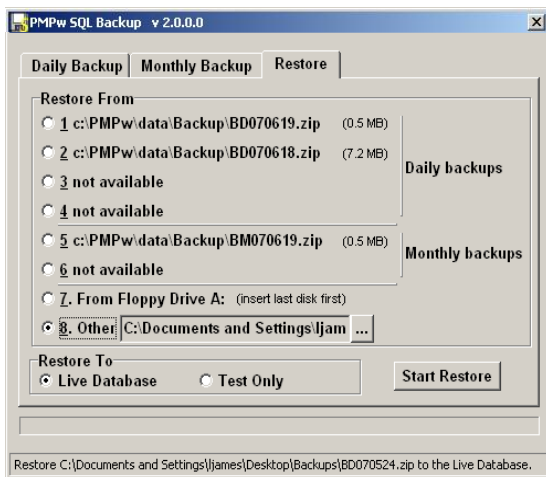 PMPw SQL Backup v 2.0.0.0
Daily Backup Monthly Backup Restore
Restore From
1 c:\PMPw\data\Backup\BD070619.zip (0.5 MB)
2 c:\PMPw\data\Backup\BD070618.zip (7.2 MB)
Daily backups
3 not available
4 not available
5 c:\PMPw\data\Backup\BM070619.zip (0.5 MB)
Monthly backups
6 not available
7. From Floppy Drive A: (insert last disk first)
8. Other C:\Documents and Settings\ljam ...
Restore To
Live Database Test Only Start Restore
Restore C:\Documents and Settings\ljames\Desktop\Backups\BD070524.zip to the Live Database.